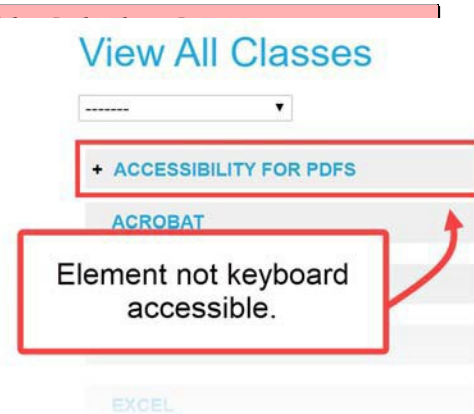 View All Classes
-------
+ ACCESSIBILITY FOR PDFS
ACROBAT
Element not keyboard
accessible.
EXCEL